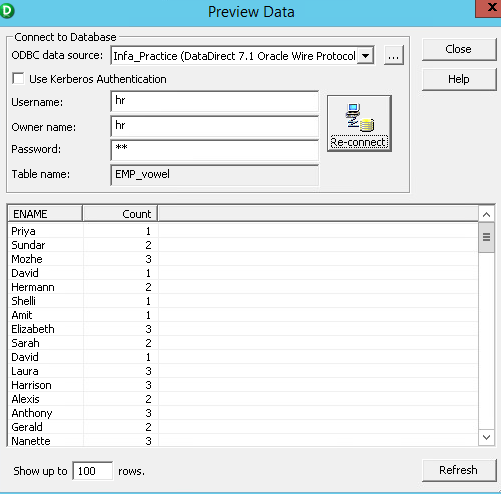 Preview Data
x
Connect to Database
ODBC data source: Infa_Practice (DataDirect 7.1 Oracle Wire Protocol ...
Close
Use Kerberos Authentication
Help
Username: hr
Owner name: hr
Password: **
Re-connect
Table name: EMP_vowel
ENAME Count
Priya 1
Sundar 2
Mozhe 3
David 1
Hermann 2
Shelli 1
Amit 1
Elizabeth 3
Sarah 2
David 1
Laura 3
Harrison 3
Alexis 2
Anthony 3
Gerald 2
Nanette 3
Show up to 100 rows.
Refresh